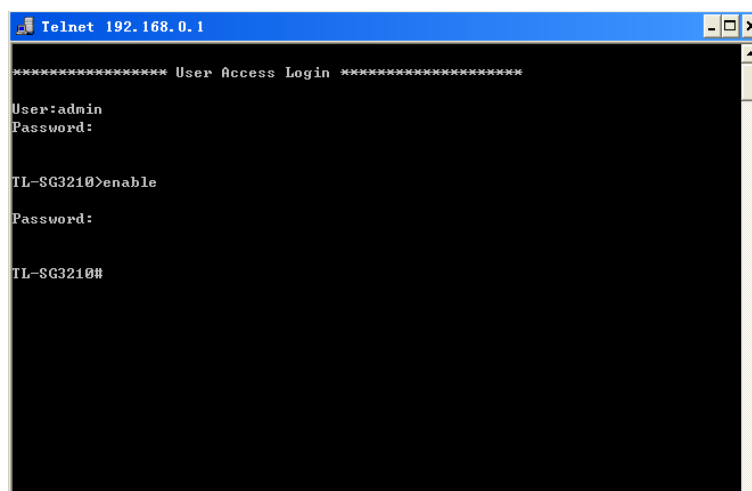 Telnet 192.168.0.1
***************** User Access Login ********************
User:admin
Password:
TL-SG3210>enable
Password:
TL-SG3210#